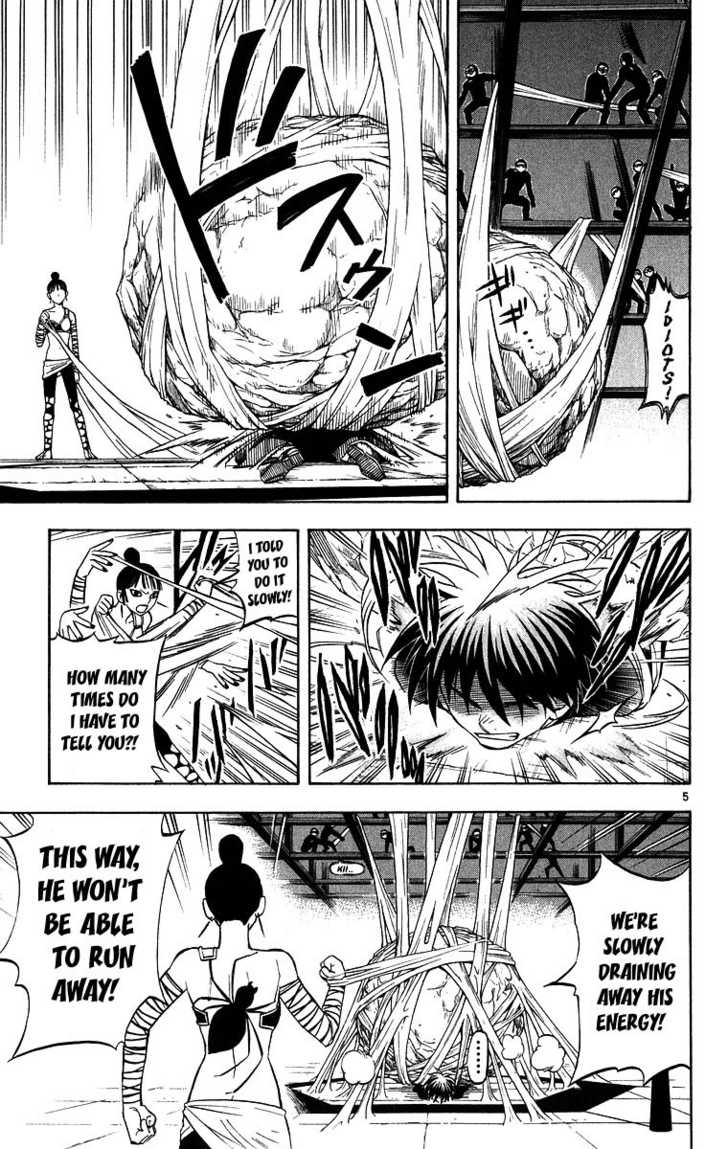 IDIOTS!
ドスゥ…
ギギ…
I TOLD
YOU TO
DO IT
SLOWLY!
HOW MANY
TIMES DO
I HAVE TO
TELL YOU?!
5
KII..
WE'RE
SLOWLY
DRAINING
AWAY HIS
ENERGY!
THIS WAY,
HE WON'T
BE ABLE
TO RUN
AWAY!